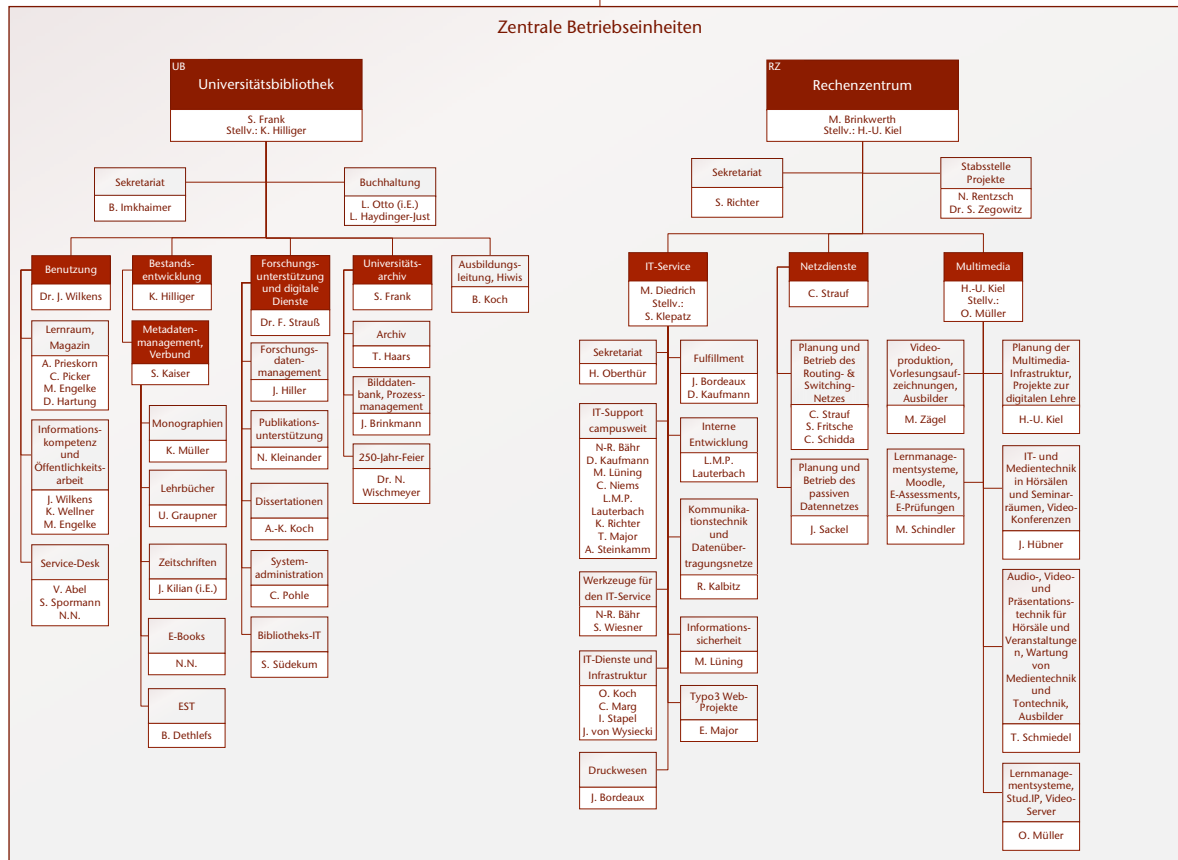 Zentrale Betriebseinheiten
UB
Universitätsbibliothek
S. Frank
Stellv.: K. Hilliger
Sekretariat
B. Imkhaimer
Buchhaltung
L. Otto (i.E.)
L. Haydinger-Just
Benutzung
Dr. J. Wilkens
Lernraum,
Magazin
A. Prieskorn
C. Picker
M. Engelke
D. Hartung
Informations-
kompetenz
und
Öffentlichkeits-
arbeit
J. Wilkens
K. Wellner
M. Engelke
Service-Desk
V. Abel
S. Spormann
N.N.
Bestands-
entwicklung
K. Hilliger
Metadaten-
management,
Verbund
S. Kaiser
Monographien
K. Müller
Lehrbücher
U. Graupner
Zeitschriften
J. Kilian (i.E.)
E-Books
N.N.
EST
B. Dethlefs
Forschungs-
unterstützung
und digitale
Dienste
Dr. F. Strauß
Forschungs-
datenmanagement
J. Hiller
Publikations-
unterstützung
N. Kleinander
Dissertationen
A.-K. Koch
System-
administration
C. Pohle
Bibliotheks-IT
S. Südekum
Universitäts-
archiv
S. Frank
Archiv
T. Haars
Bilddaten-
bank, Prozess-
management
J. Brinkmann
250-Jahr-Feier
Dr. N.
Wischmeyer
Ausbildungs-
leitung, Hiwis
B. Koch
RZ
Rechenzentrum
M. Brinkwerth
Stellv.: H.-U. Kiel
Sekretariat
S. Richter
Stabsstelle
Projekte
N. Rentzsch
Dr. S. Zegowitz
IT-Service
M. Diedrich
Stellv.:
S. Klepatz
Sekretariat
H. Oberthür
IT-Support
campusweit
N-R. Bähr
D. Kaufmann
M. Lüning
C. Niems
L.M.P.
Lauterbach
K. Richter
T. Major
A. Steinkamm
Werkzeuge für
den IT-Service
N-R. Bähr
S. Wiesner
IT-Dienste und
Infrastruktur
O. Koch
C. Marg
I. Stapel
J. von Wysiecki
Druckwesen
J. Bordeaux
Fulfillment
J. Bordeaux
D. Kaufmann
Interne
Entwicklung
L.M.P.
Lauterbach
Kommunika-
tionstechnik
und
Datenüber-
tragungsnetze
R. Kalbitz
Informations-
sicherheit
M. Lüning
Typo3 Web-
Projekte
E. Major
Netzdienste
C. Strauf
Planung und
Betrieb des
Routing- &
Switching-
Netzes
C. Strauf
S. Fritsche
C. Schidda
Planung und
Betrieb des
passiven
Datennetzes
J. Sackel
Multimedia
H.-U. Kiel
Stellv.:
O. Müller
Video-
produktion,
Vorlesungsauf-
zeichnungen,
Ausbilder
M. Zägel
Lernmanage-
mentsysteme,
Moodle,
E-Assessments,
E-Prüfungen
M. Schindler
Planung der
Multimedia-
Infrastruktur,
Projekte zur
digitalen Lehre
H.-U. Kiel
IT- und
Medientechnik
in Hörsälen
und Seminar-
räumen, Video-
Konferenzen
J. Hübner
Audio-, Video-
und
Präsentations-
technik für
Hörsäle und
Veranstaltunge
n, Wartung
von
Medientechnik
und
Tontechnik,
Ausbilder
T. Schmiedel
Lernmanage-
mentsysteme,
Stud.IP, Video-
Server
O. Müller